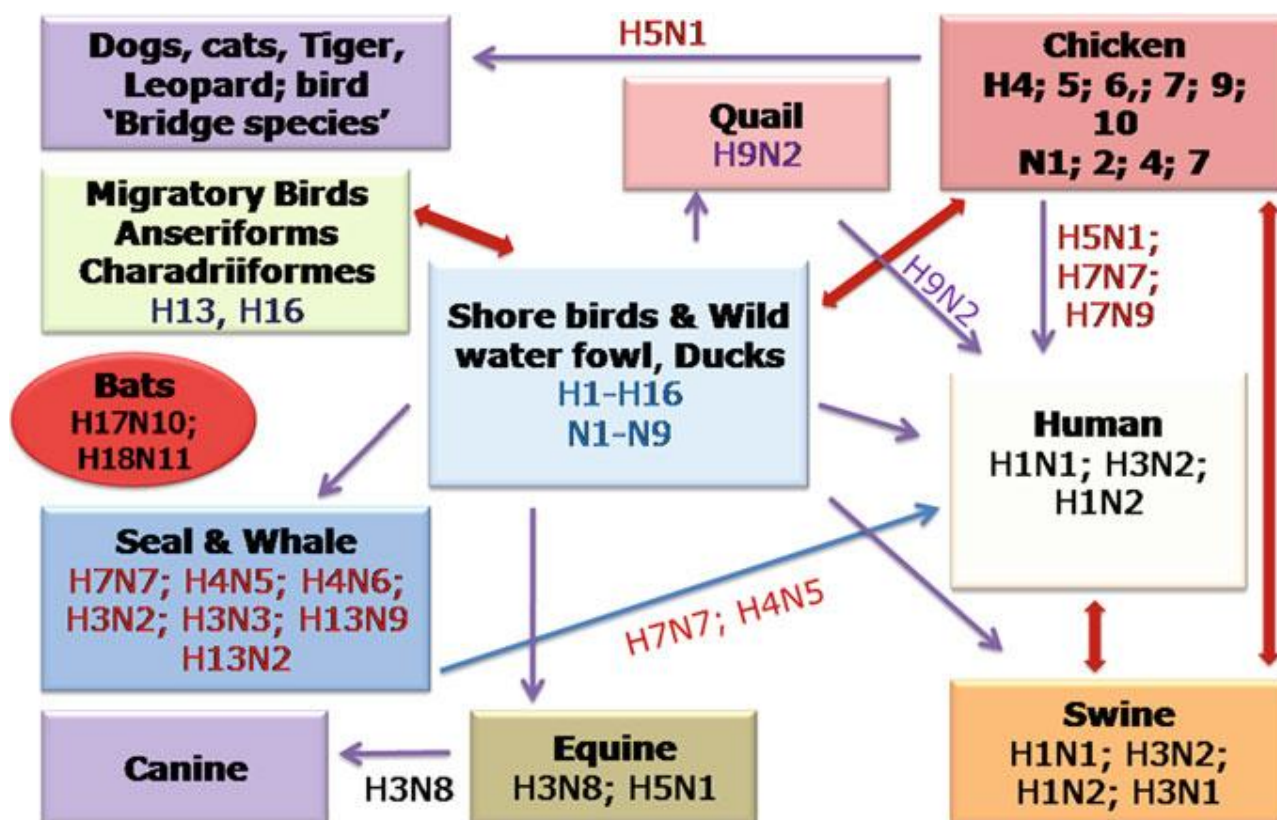 Dogs, cats, Tiger,
Leopard; bird
‘Bridge species’
H5N1
Chicken
H4; 5; 6,; 7; 9;
10
N1; 2; 4; 7
Quail
H9N2
Migratory Birds
Anseriforms
Charadriiformes
H13, H16
H9N2
H5N1;
H7N7;
H7N9
Shore birds & Wild
water fowl, Ducks
H1-H16
N1-N9
Bats
H17N10;
H18N11
Human
H1N1; H3N2;
H1N2
Seal & Whale
H7N7; H4N5; H4N6;
H3N2; H3N3; H13N9
H13N2
H7N7; H4N5
Canine
H3N8
Equine
H3N8; H5N1
Swine
H1N1; H3N2;
H1N2; H3N1